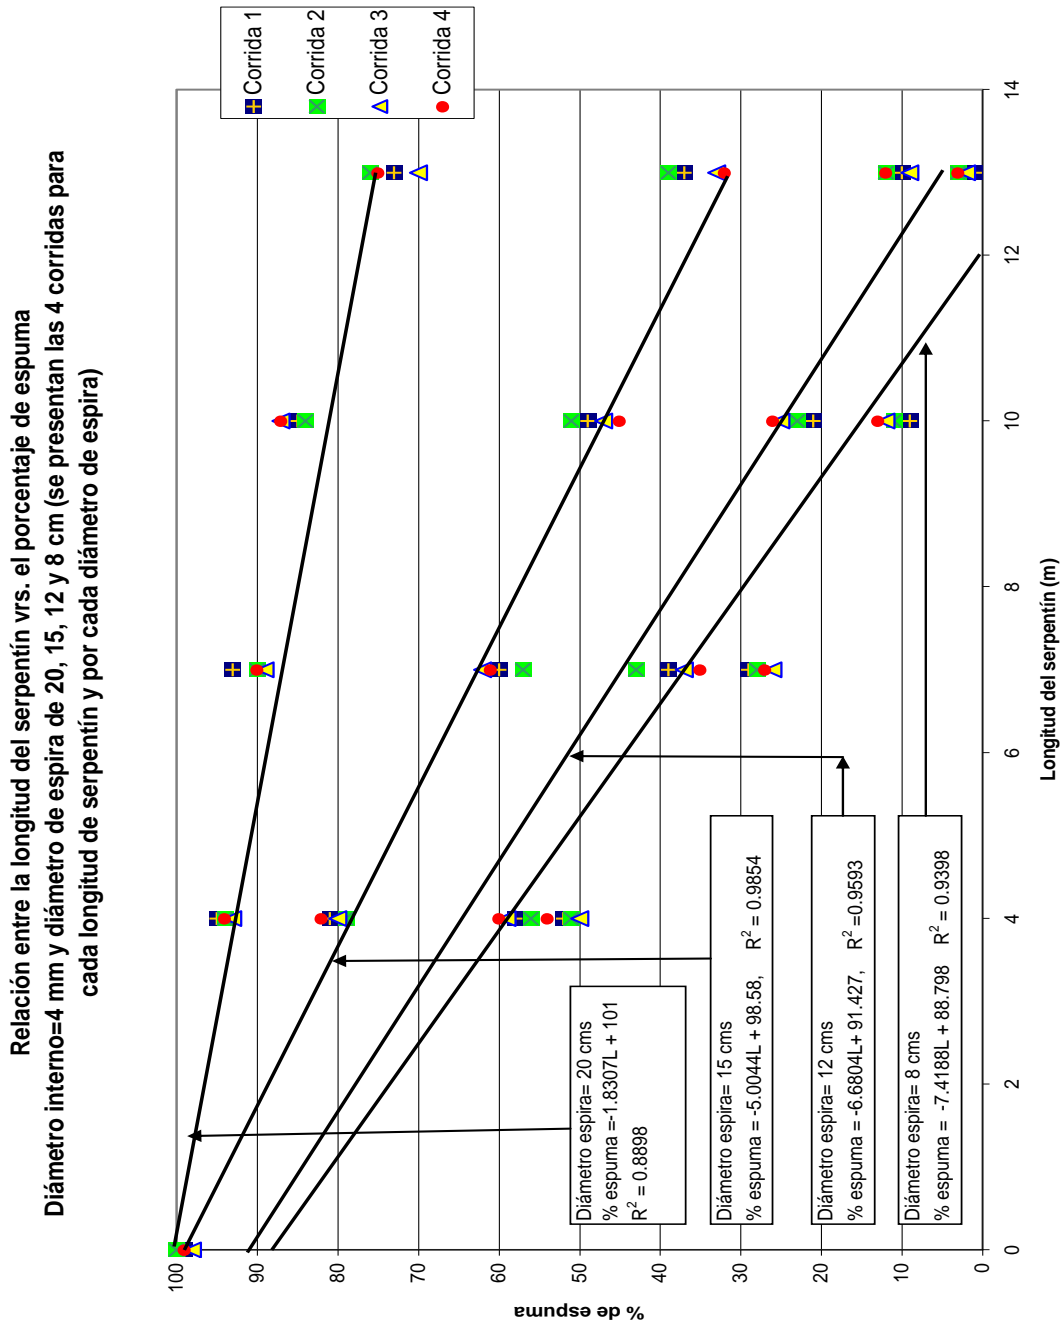 Relación entre la longitud del serpentín vrs. el porcentaje de espuma
Diámetro interno=4 mm y diámetro de espira de 20, 15, 12 y 8 cm (se presentan las 4 corridas para
cada longitud de serpentín y por cada diámetro de espira)
Corrida 1
Corrida 2
Corrida 3
Corrida 4
100
90
80
70
60
50
40
30
20
10
0
% de espuma
Diámetro espira= 20 cms
% espuma =-1.8307L + 101
R² = 0.8898
Diámetro espira= 15 cms
% espuma = -5.0044L + 98.58, R² = 0.9854
Diámetro espira= 12 cms
% espuma = -6.6804L+ 91.427, R² =0.9593
Diámetro espira= 8 cms
% espuma = -7.4188L + 88.798 R² = 0.9398
0
2
4
6
8
10
12
14
Longitud del serpentín (m)